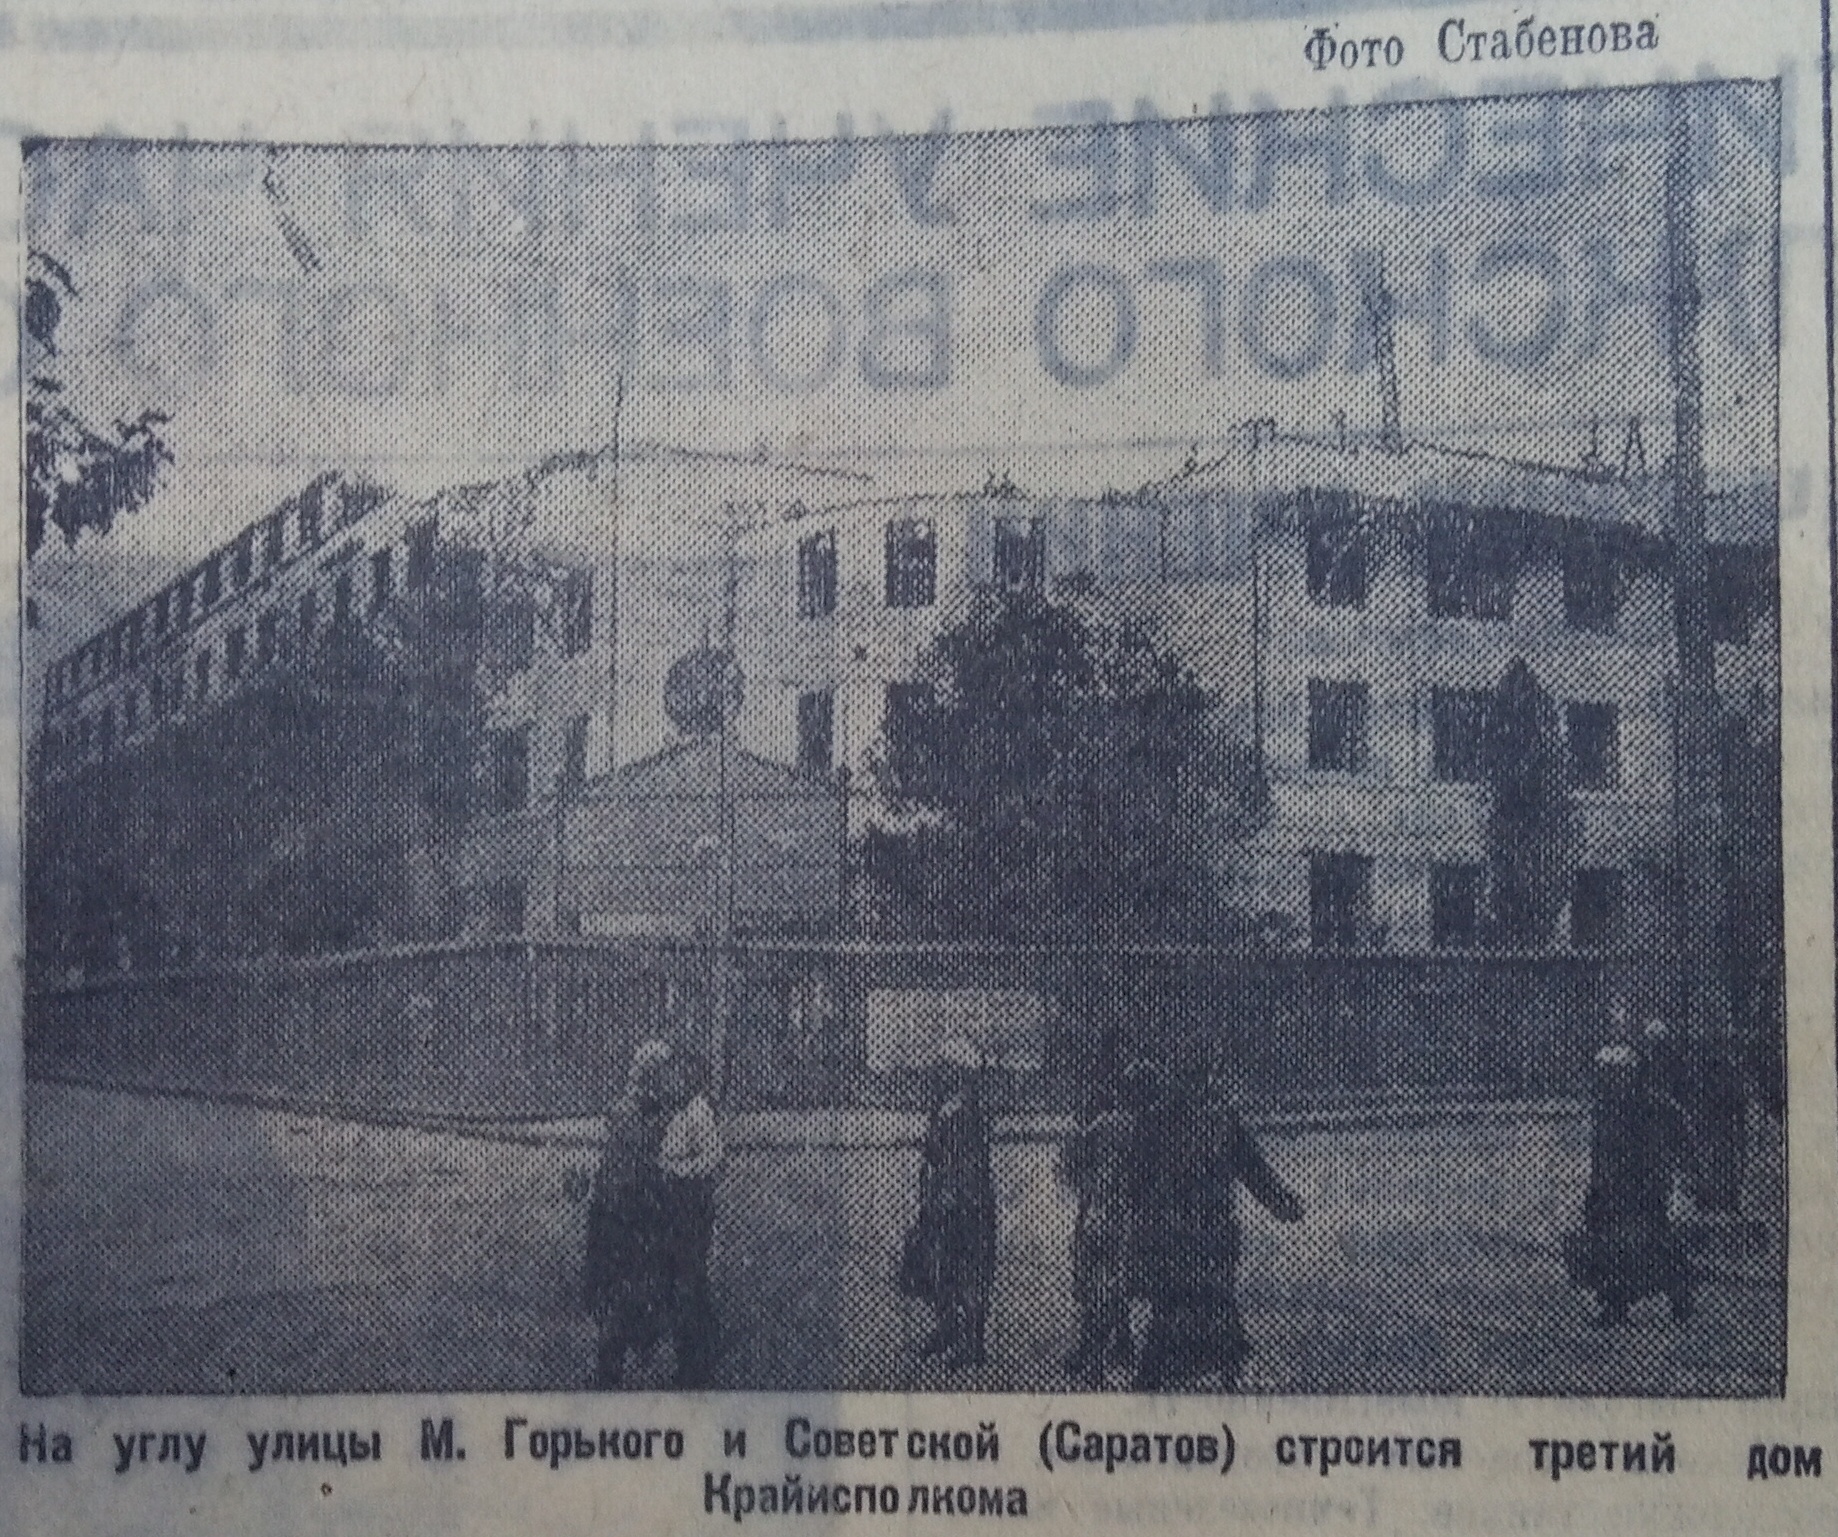 Фото Стабенова
На углу улицы М. Горького и Советской (Саратов) строится третий дом
Крайисполкома